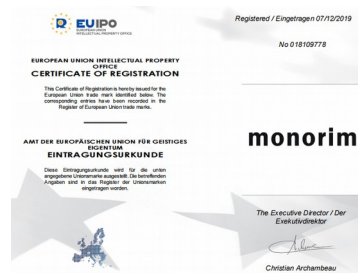 EUIPO
EUROPEAN UNION
INTELLECTUAL PROPERTY OFFICE
EUROPEAN UNION INTELLECTUAL PROPERTY
OFFICE
CERTIFICATE OF REGISTRATION
This Certificate of Registration is hereby issued for the
European Union trade mark identified below. The
corresponding entries have been recorded in the
Register of European Union trade marks.
AMT DER EUROPÄISCHEN UNION FÜR GEISTIGES
EIGENTUM
EINTRAGUNGSURKUNDE
Diese Eintragungsurkunde wird für die unten
angegebene Unionsmarke ausgestellt. Die betreffenden
Angaben sind in das Register der Unionsmarken
eingetragen worden.
Registered / Eingetragen 07/12/2019
No 018109778
monorim
The Executive Director / Der
Exekutivdirektor
Christian Archambeau